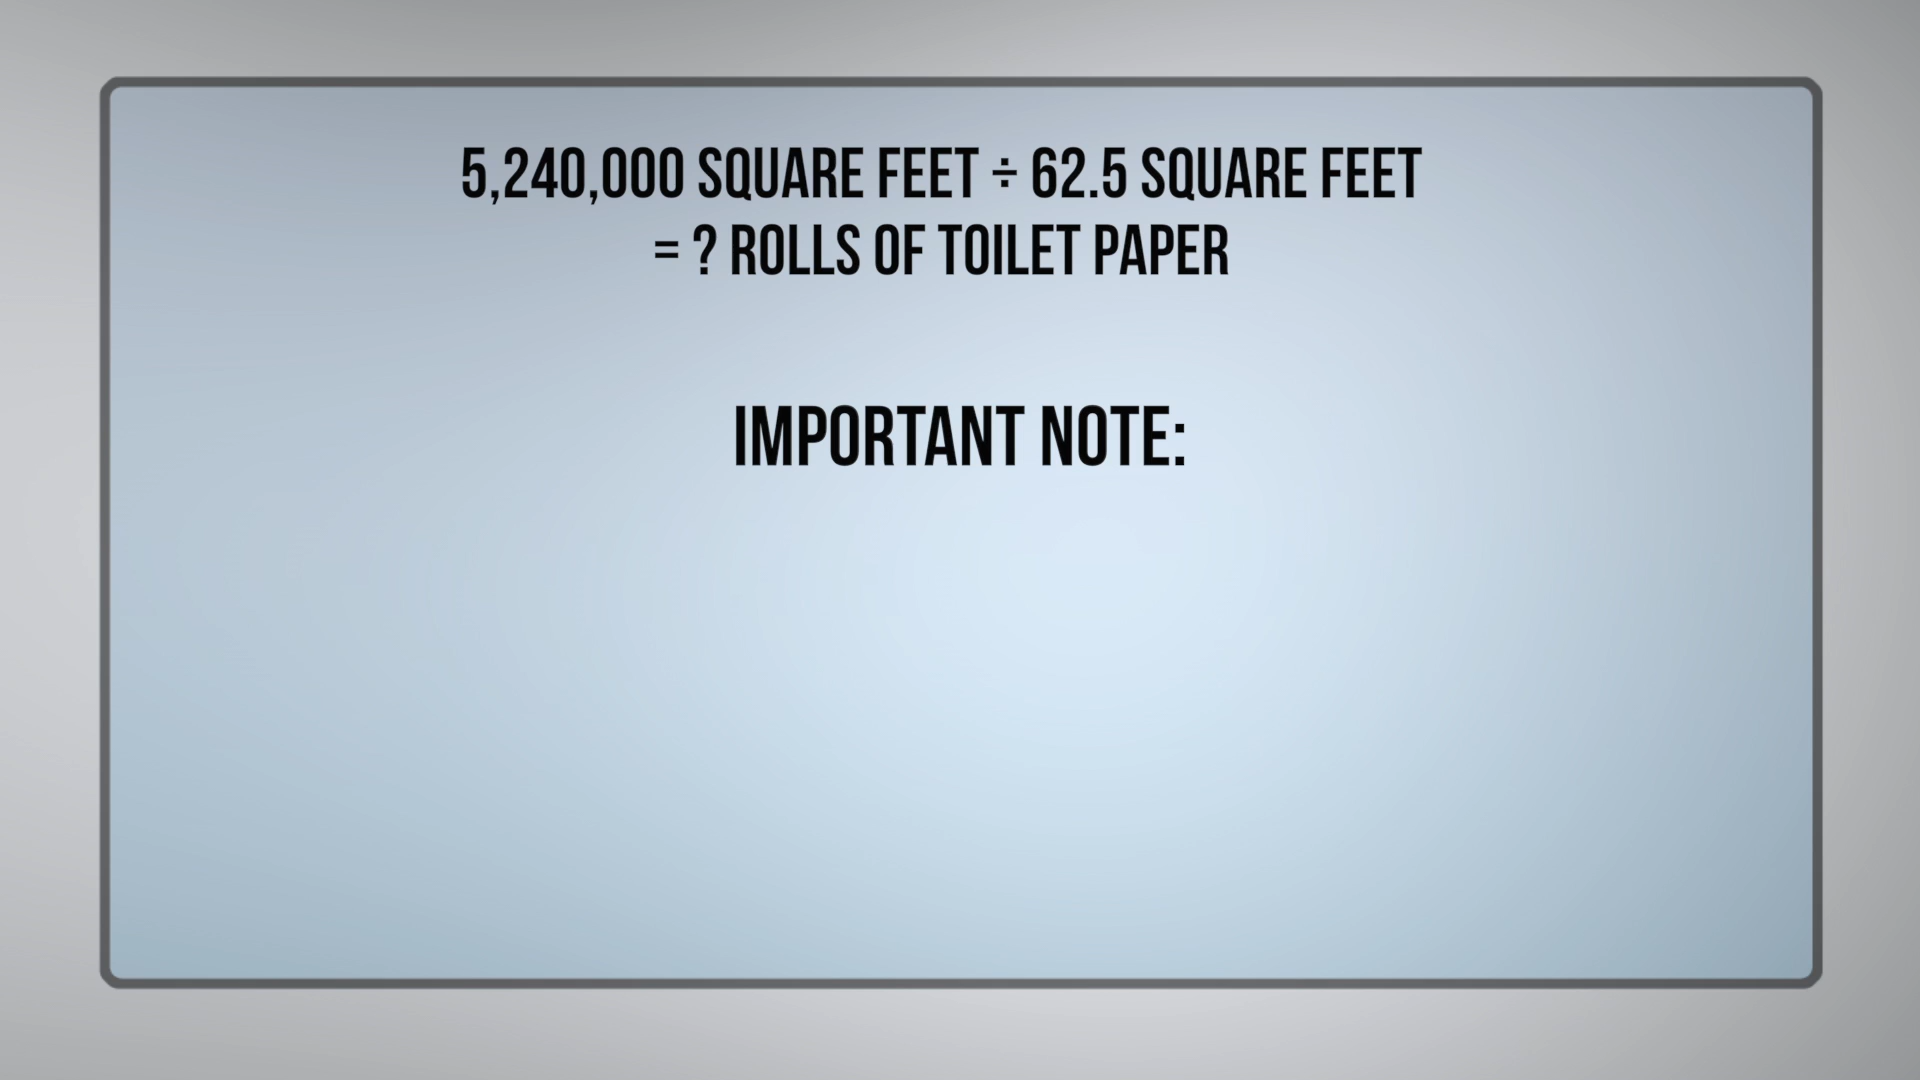 5,240,000 SQUARE FEET ÷ 62.5 SQUARE FEET
= ? ROLLS OF TOILET PAPER
IMPORTANT NOTE: